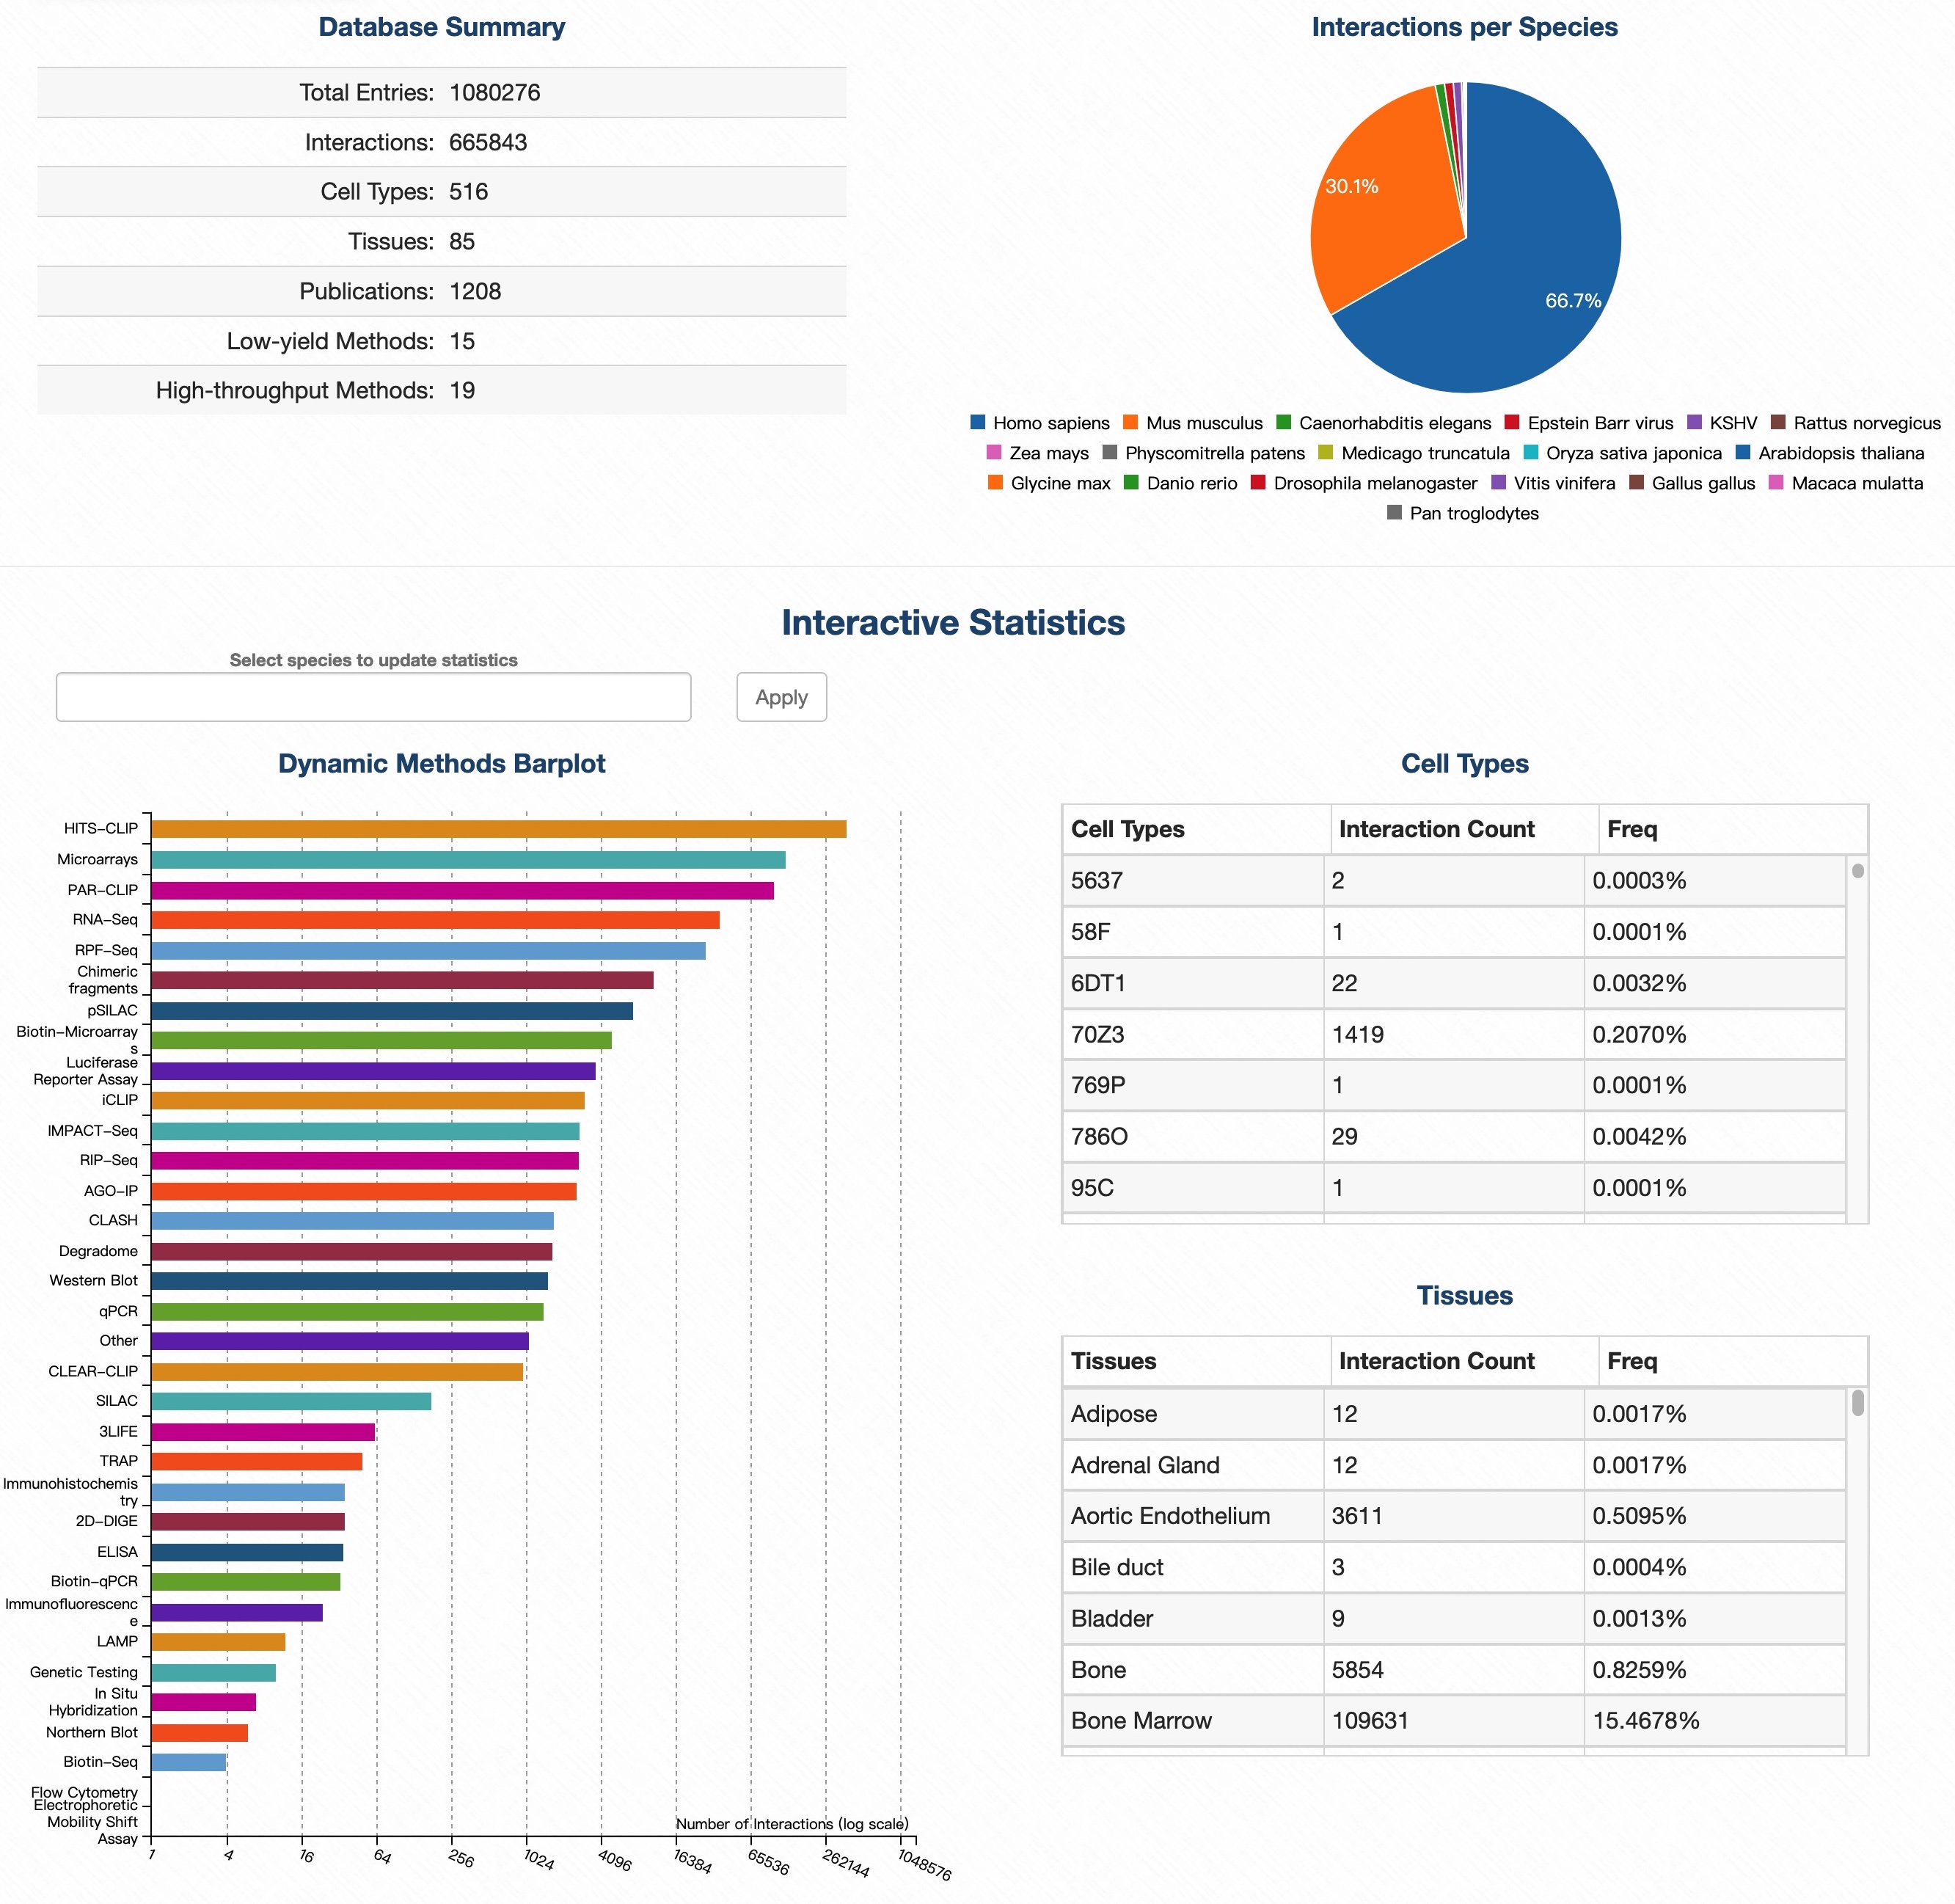 Database Summary
Total Entries: 1080276
Interactions: 665843
Cell Types: 516
Tissues: 85
Publications: 1208
Low-yield Methods: 15
High-throughput Methods: 19
Interactions per Species
30.1%
66.7%
Homo sapiens Mus musculus Caenorhabditis elegans Epstein Barr virus KSHV Rattus norvegicus
Zea mays Physcomitrella patens Medicago truncatula Oryza sativa japonica Arabidopsis thaliana
Glycine max Danio rerio Drosophila melanogaster Vitis vinifera Gallus gallus Macaca mulatta
Pan troglodytes
Interactive Statistics
Select species to update statistics
Apply
Dynamic Methods Barplot
HITS-CLIP
Microarrays
PAR-CLIP
RNA-Seq
RPF-Seq
Chimeric
fragments
pSILAC
Biotin-Microarray
s
Luciferase
Reporter Assay
iCLIP
IMPACT-Seq
RIP-Seq
AGO-IP
CLASH
Degradome
Western Blot
qPCR
Other
CLEAR-CLIP
SILAC
3LIFE
TRAP
Immunohistochemis
try
2D-DIGE
ELISA
Biotin-qPCR
Immunofluorescenc
e
LAMP
Genetic Testing
In Situ
Hybridization
Northern Blot
Biotin-Seq
Flow Cytometry
Electrophoretic
Mobility Shift
Assay
Number of Interactions (log scale)
1 4 16 64 256 1024 4096 16384 65536 262144 1048576
Cell Types
Cell Types Interaction Count Freq
5637 2 0.0003%
58F 1 0.0001%
6DT1 22 0.0032%
70Z3 1419 0.2070%
769P 1 0.0001%
786O 29 0.0042%
95C 1 0.0001%
Tissues
Tissues Interaction Count Freq
Adipose 12 0.0017%
Adrenal Gland 12 0.0017%
Aortic Endothelium 3611 0.5095%
Bile duct 3 0.0004%
Bladder 9 0.0013%
Bone 5854 0.8259%
Bone Marrow 109631 15.4678%